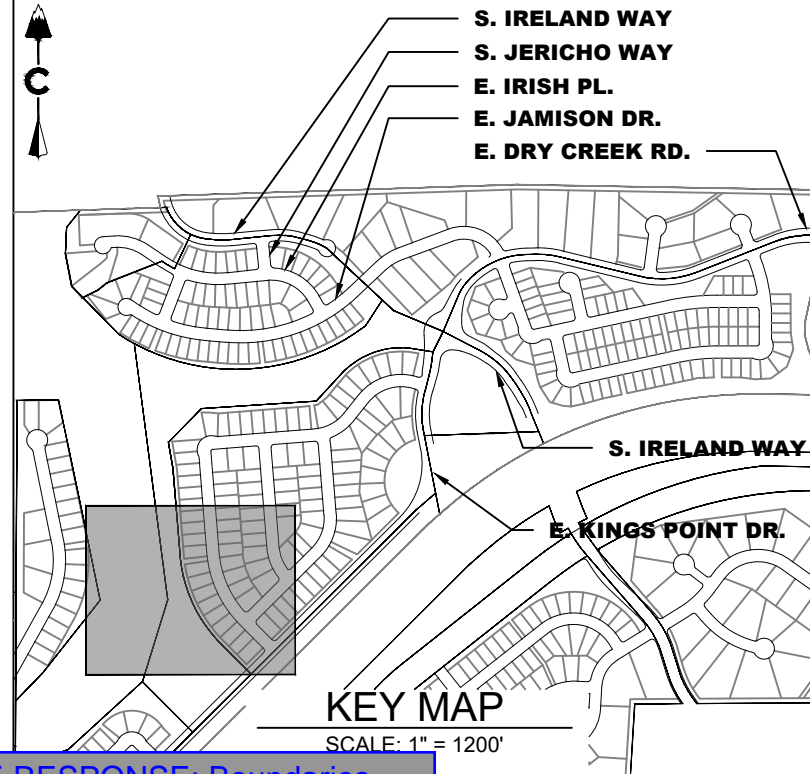 S. IRELAND WAY
S. JERICHO WAY
E. IRISH PL.
E. JAMISON DR.
E. DRY CREEK RD.
C
S. IRELAND WAY
E. KINGS POINT DR.
KEY MAP
SCALE: 1" = 1200'
RESPONSE: Boundaries